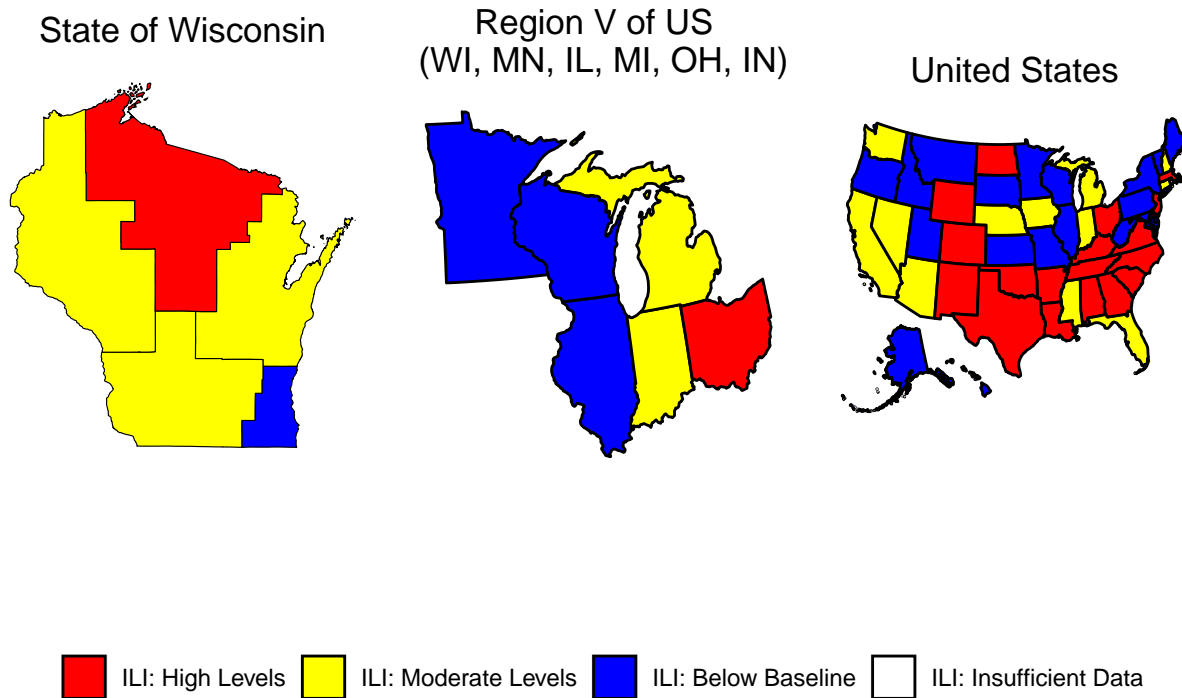 State of Wisconsin
Region V of US
(WI, MN, IL, MI, OH, IN)
United States
ILI: High Levels
ILI: Moderate Levels
ILI: Below Baseline
ILI: Insufficient Data